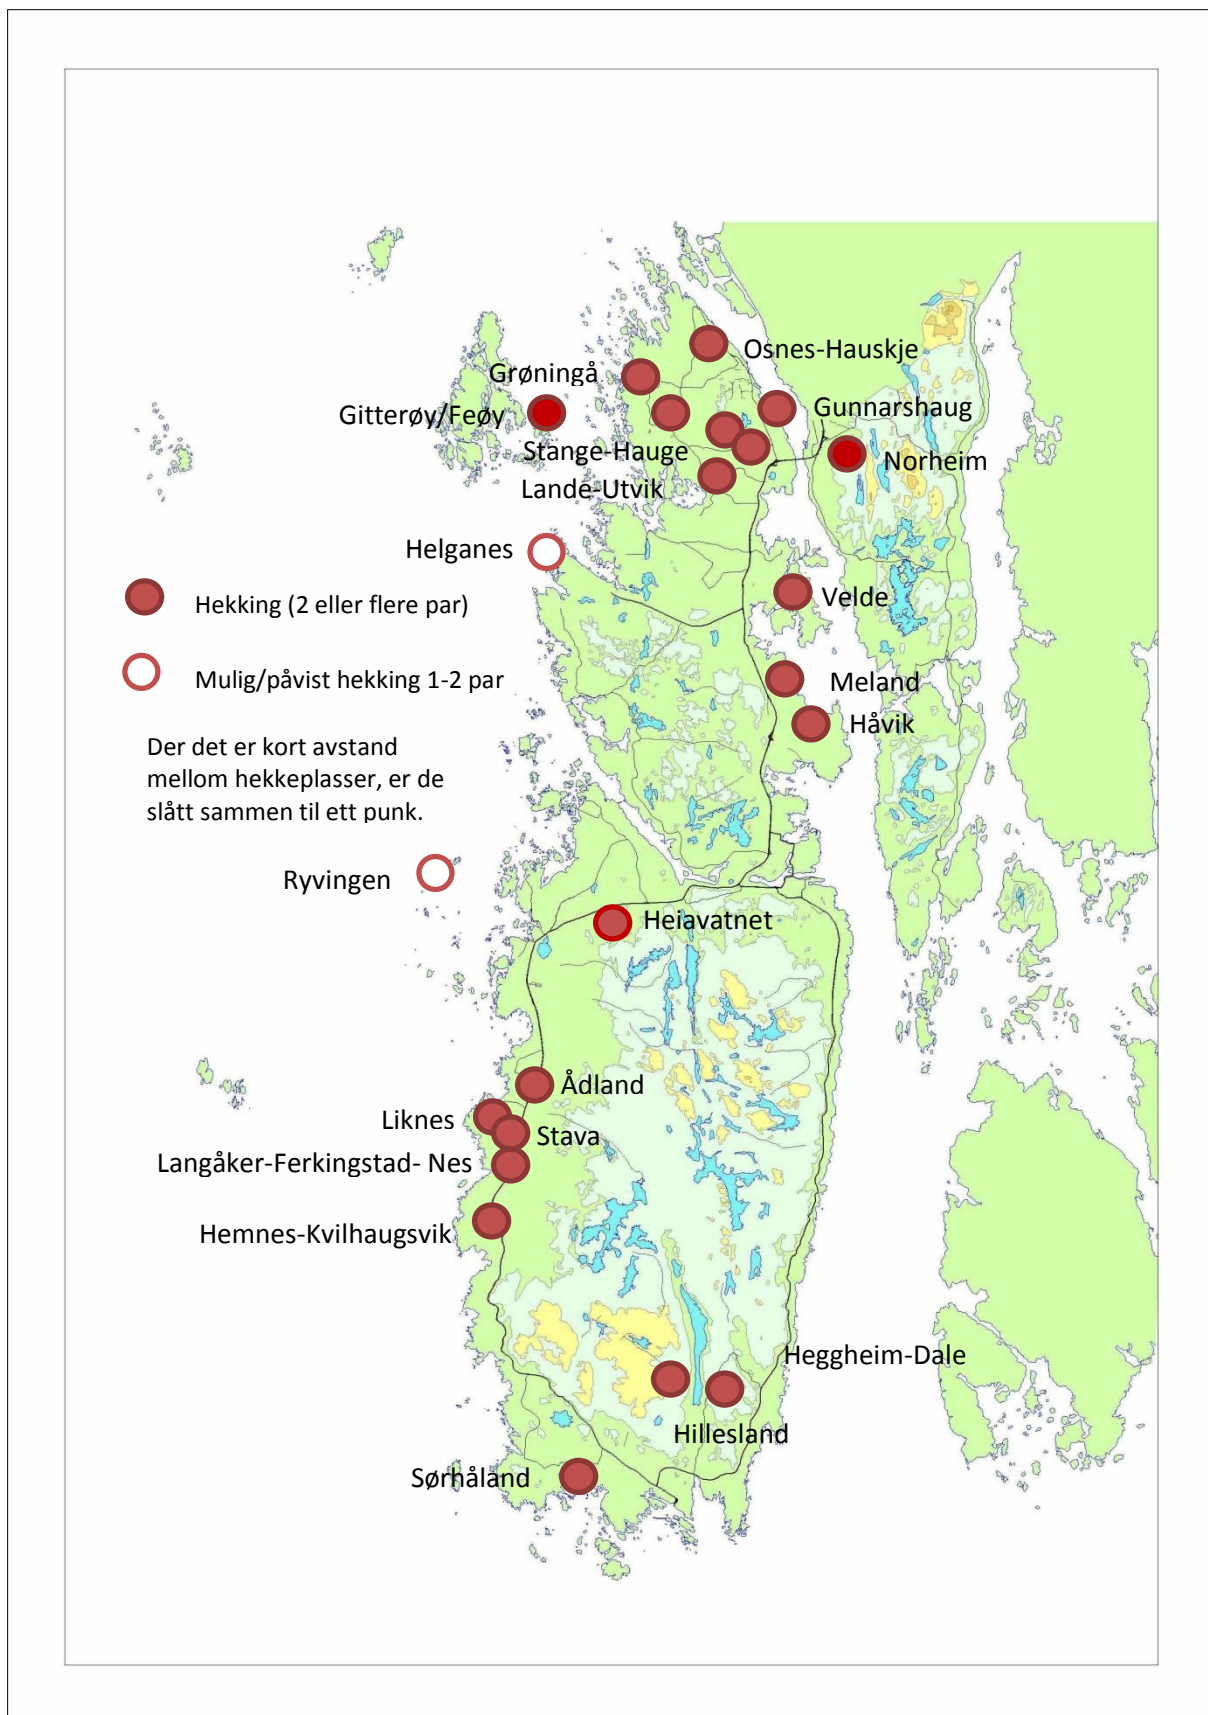 Osnes-Hauskje
Grøningå
Gitterøy/Feøy
Gunnarshaug
Stange-Hauge
Norheim
Lande-Utvik
Helganes
Hekking (2 eller flere par)
Velde
Mulig/påvist hekking 1-2 par
Meland
Håvik
Der det er kort avstand
mellom hekkeplasser, er de
slått sammen til ett punk.
Ryvingen
Heiavatnet
Ådland
Liknes
Stava
Langåker-Ferkingstad- Nes
Hemnes-Kvilhaugsvik
Heggheim-Dale
Hillesland
Sørhåland